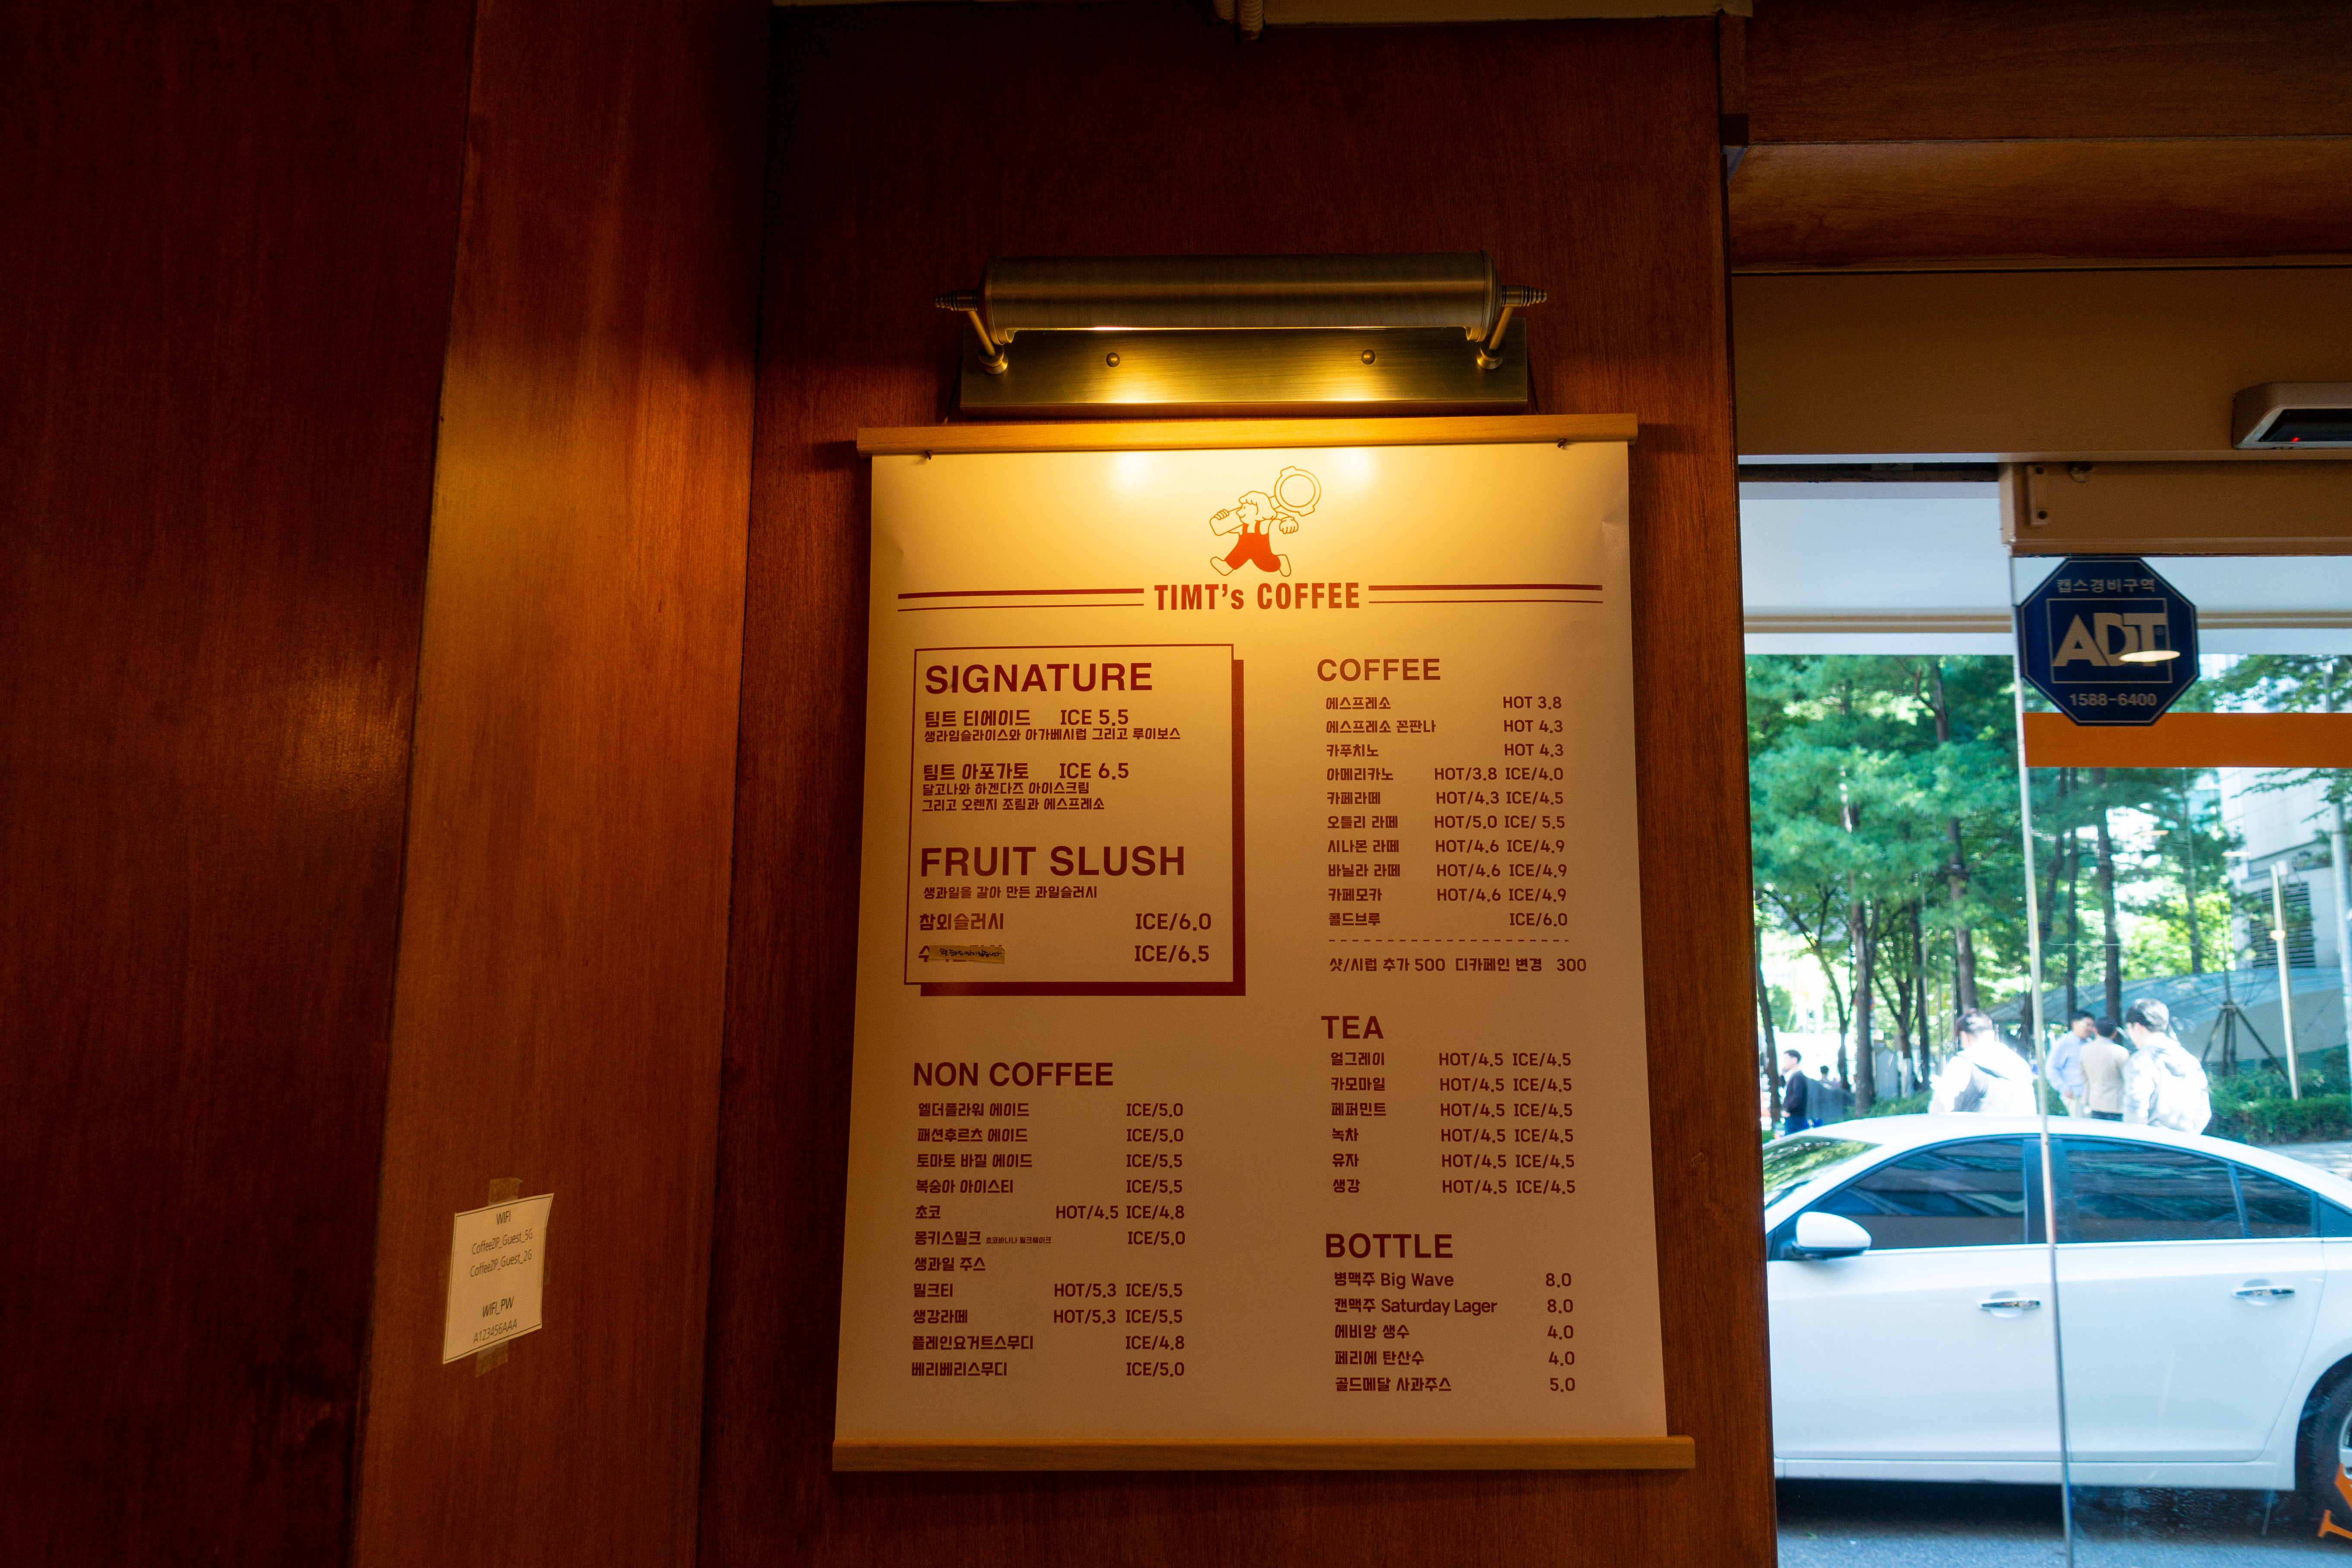 TIMT's COFFEE
SIGNATURE
팀트 티에이드 ICE 5.5
생라임슬라이스와 아가베시럽 그리고 루이보스
팀트 아포가토 ICE 6.5
달고나와 하겐다즈 아이스크림
그리고 오렌지 조림과 에스프레소
FRUIT SLUSH
생과일을 갈아 만든 과일슬러시
참외슬러시 ICE/6.0
ICE/6.5
NON COFFEE
엘더플라워 에이드 ICE/5.0
패션후르츠 에이드 ICE/5.0
토마토 바질 에이드 ICE/5.5
복숭아 아이스티 ICE/5.5
초코 HOT/4.5 ICE/4.8
몽키스밀크 초코바나나 밀크쉐이크 ICE/5.0
생과일 주스
밀크티 HOT/5.3 ICE/5.5
생강라떼 HOT/5.3 ICE/5.5
플레인요거트스무디 ICE/4.8
베리베리스무디 ICE/5.0
COFFEE
에스프레소 HOT 3.8
에스프레소 꼰판나 HOT 4.3
카푸치노 HOT 4.3
아메리카노 HOT/3.8 ICE/4.0
카페라떼 HOT/4.3 ICE/4.5
오틀리 라떼 HOT/5.0 ICE/ 5.5
시나몬 라떼 HOT/4.6 ICE/4.9
바닐라 라떼 HOT/4.6 ICE/4.9
카페모카 HOT/4.6 ICE/4.9
콜드브루 ICE/6.0
샷/시럽 추가 500 디카페인 변경 300
TEA
얼그레이 HOT/4.5 ICE/4.5
카모마일 HOT/4.5 ICE/4.5
페퍼민트 HOT/4.5 ICE/4.5
녹차 HOT/4.5 ICE/4.5
유자 HOT/4.5 ICE/4.5
생강 HOT/4.5 ICE/4.5
BOTTLE
병맥주 Big Wave 8.0
캔맥주 Saturday Lager 8.0
에비앙 생수 4.0
페리에 탄산수 4.0
골드메달 사과주스 5.0
WIFI
CoffeeZIP_Guest_5G
CoffeeZIP_Guest_2G
WIFI_PW
A123456AAA
캡스경비구역
ADT
1588-6400